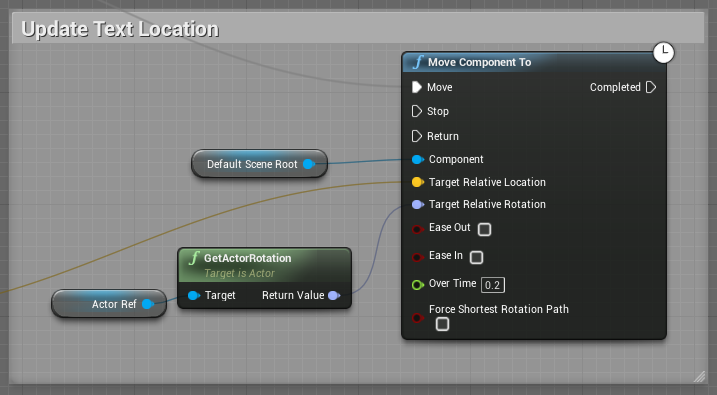 Update Text Location
f Move Component To
Move Completed
Stop
Return
Default Scene Root
Component
Target Relative Location
Target Relative Rotation
Ease Out
f GetActorRotation
Target is Actor
Ease In
Actor Ref
Target Return Value
Over Time 0.2
Force Shortest Rotation Path